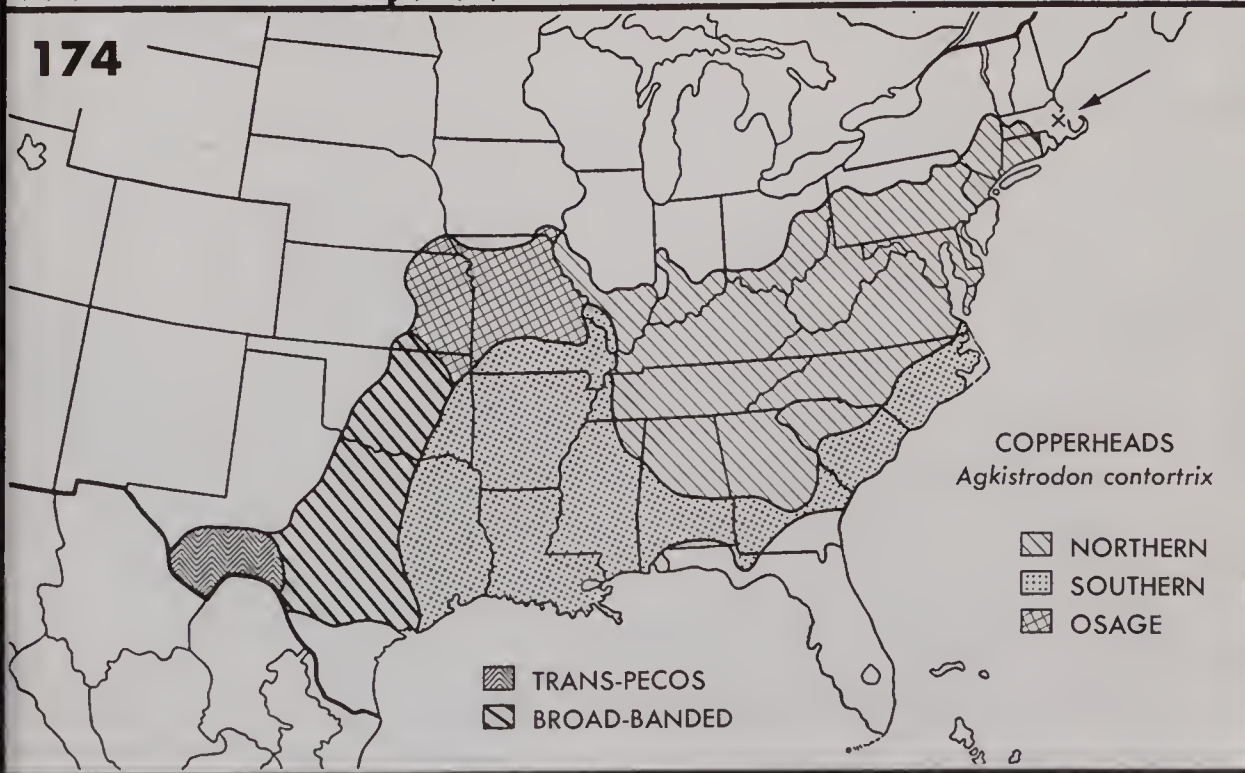 174
COPPERHEADS
Agkistrodon contortrix
NORTHERN
SOUTHERN
OSAGE
TRANS-PECOS
BROAD-BANDED